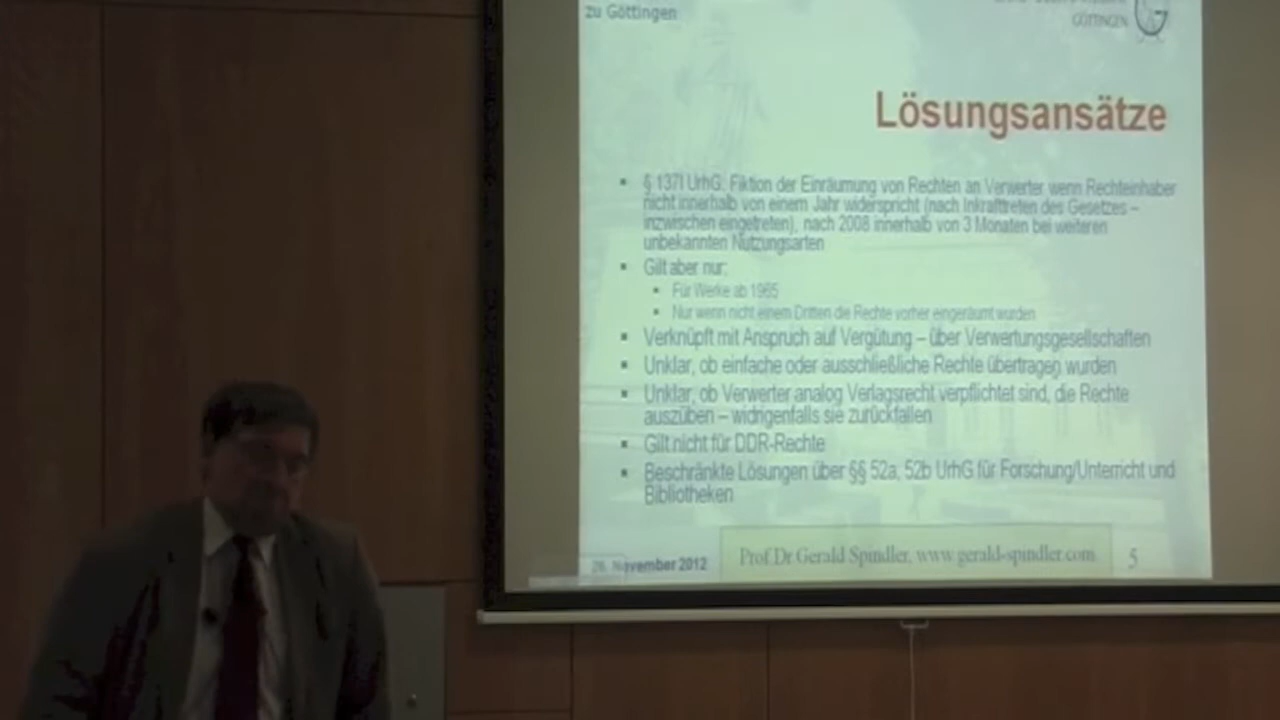 zu Göttingen
GÖTTINGEN
Lösungsansätze
§ 137l UrhG: Fiktion der Einräumung von Rechten an Verwerter wenn Rechteinhaber
nicht innerhalb von einem Jahr widerspricht (nach Inkrafttreten des Gesetzes –
inzwischen eingetreten), nach 2008 innerhalb von 3 Monaten bei weiteren
unbekannten Nutzungsarten
Gilt aber nur:
Für Werke ab 1965
Nur wenn nicht einem Dritten die Rechte vorher eingeräumt wurden
Verknüpft mit Anspruch auf Vergütung – über Verwertungsgesellschaften
Unklar, ob einfache oder ausschließliche Rechte übertragen wurden
Unklar, ob Verwerter analog Verlagsrecht verpflichtet sind, die Rechte
auszüben – widrigenfalls sie zurückfallen
Gilt nicht für DDR-Rechte
Beschränkte Lösungen über §§ 52a, 52b UrhG für Forschung/Unterricht und
Bibliotheken
November 2012
Prof.Dr.Gerald Spindler, www.gerald-spindler.com
5